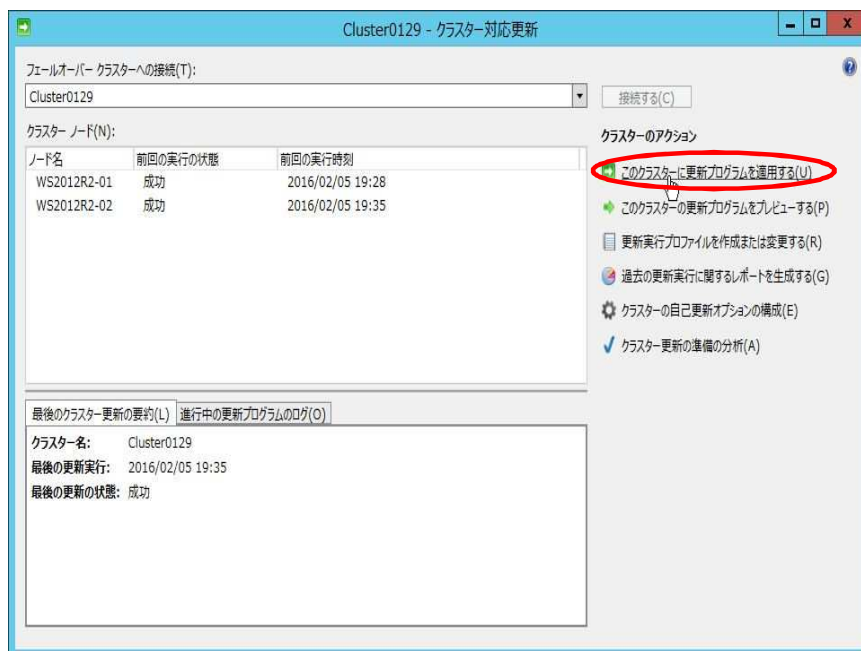 Cluster0129 - クラスター対応更新
フェールオーバー クラスターへの接続(T):
Cluster0129
接続する(C)
クラスター ノード(N):
ノード名 前回の実行の状態 前回の実行時刻
WS2012R2-01 成功 2016/02/05 19:28
WS2012R2-02 成功 2016/02/05 19:35
クラスターのアクション
このクラスターに更新プログラムを適用する(U)
このクラスターの更新プログラムをプレビューする(P)
更新実行プロファイルを作成または変更する(R)
過去の更新実行に関するレポートを生成する(G)
クラスターの自己更新オプションの構成(E)
クラスター更新の準備の分析(A)
最後のクラスター更新の要約(L) 進行中の更新プログラムのログ(O)
クラスター名: Cluster0129
最後の更新実行: 2016/02/05 19:35
最後の更新の状態: 成功